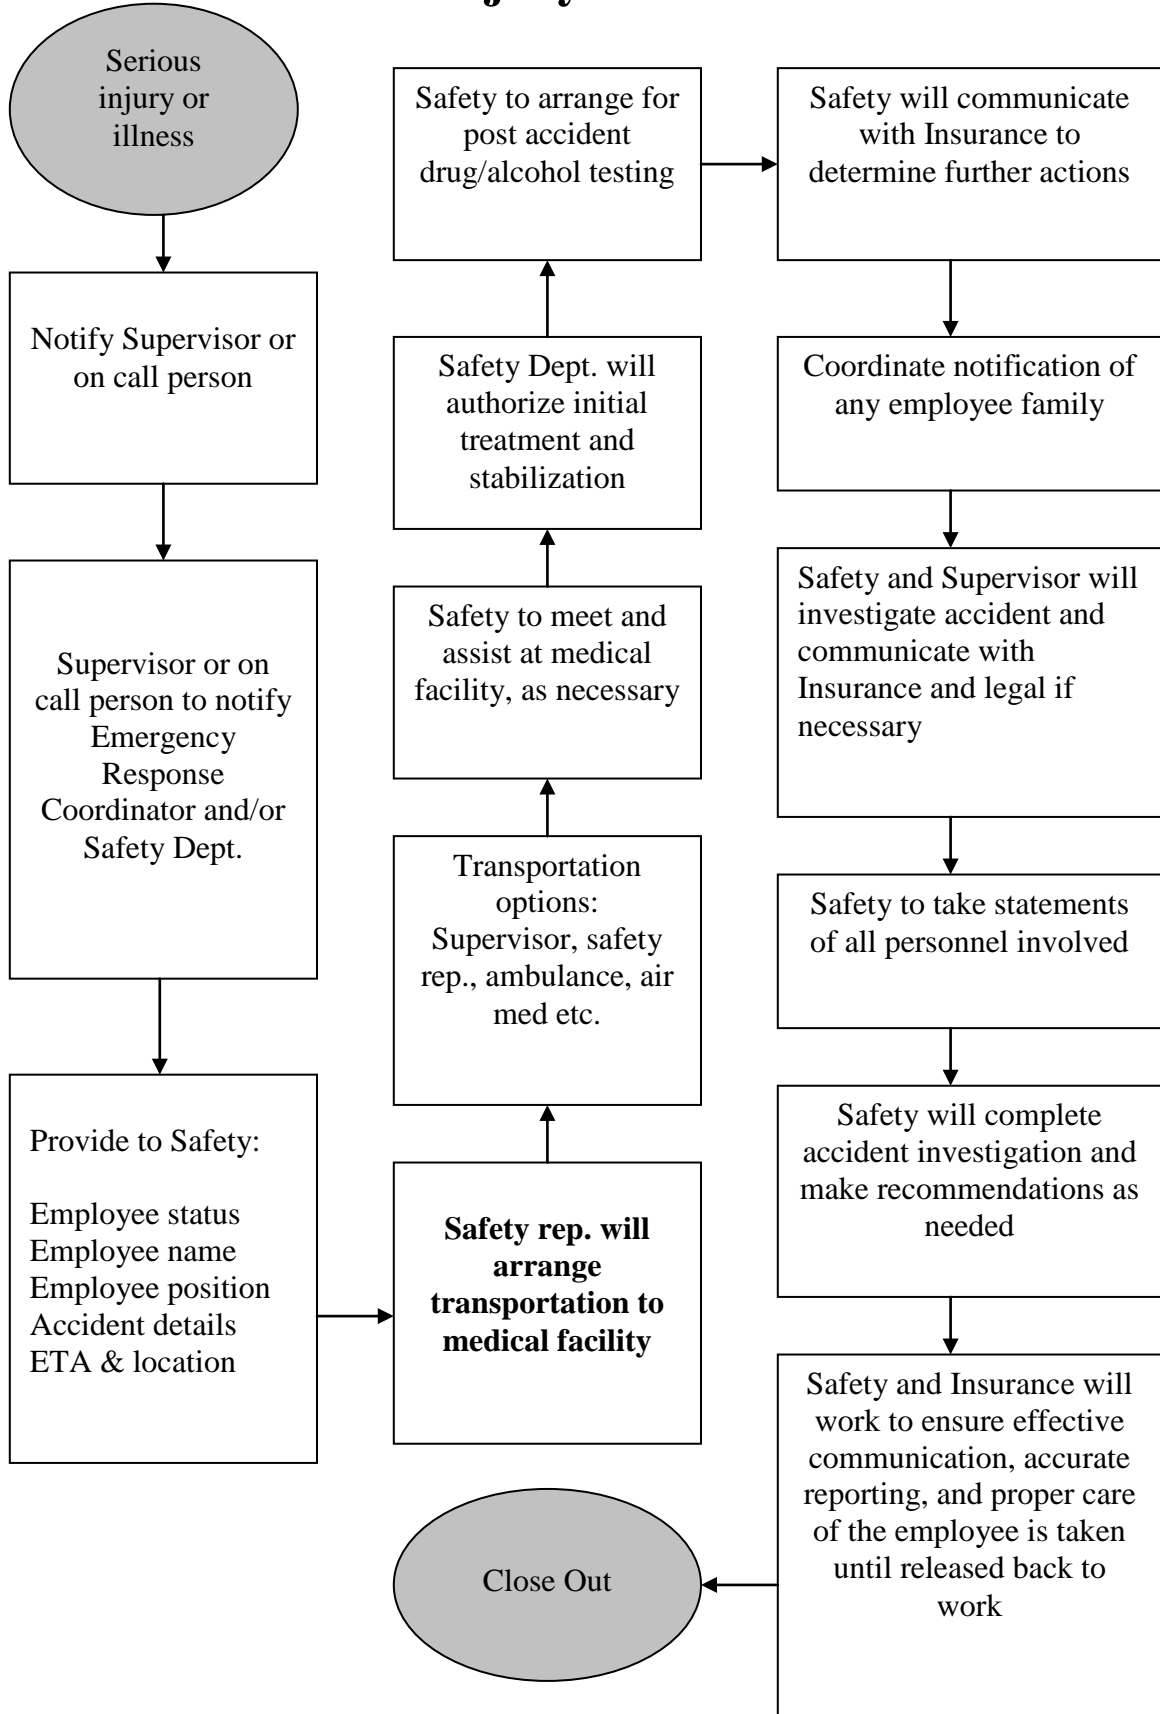 Serious
injury or
illness
Notify Supervisor or
on call person
Supervisor or on
call person to notify
Emergency
Response
Coordinator and/or
Safety Dept.
Provide to Safety:
Employee status
Employee name
Employee position
Accident details
ETA & location
Safety rep. will
arrange
transportation to
medical facility
Transportation
options:
Supervisor, safety
rep., ambulance, air
med etc.
Safety to meet and
assist at medical
facility, as necessary
Safety Dept. will
authorize initial
treatment and
stabilization
Safety to arrange for
post accident
drug/alcohol testing
Safety will communicate
with Insurance to
determine further actions
Coordinate notification of
any employee family
Safety and Supervisor will
investigate accident and
communicate with
Insurance and legal if
necessary
Safety to take statements
of all personnel involved
Safety will complete
accident investigation and
make recommendations as
needed
Safety and Insurance will
work to ensure effective
communication, accurate
reporting, and proper care
of the employee is taken
until released back to
work
Close Out